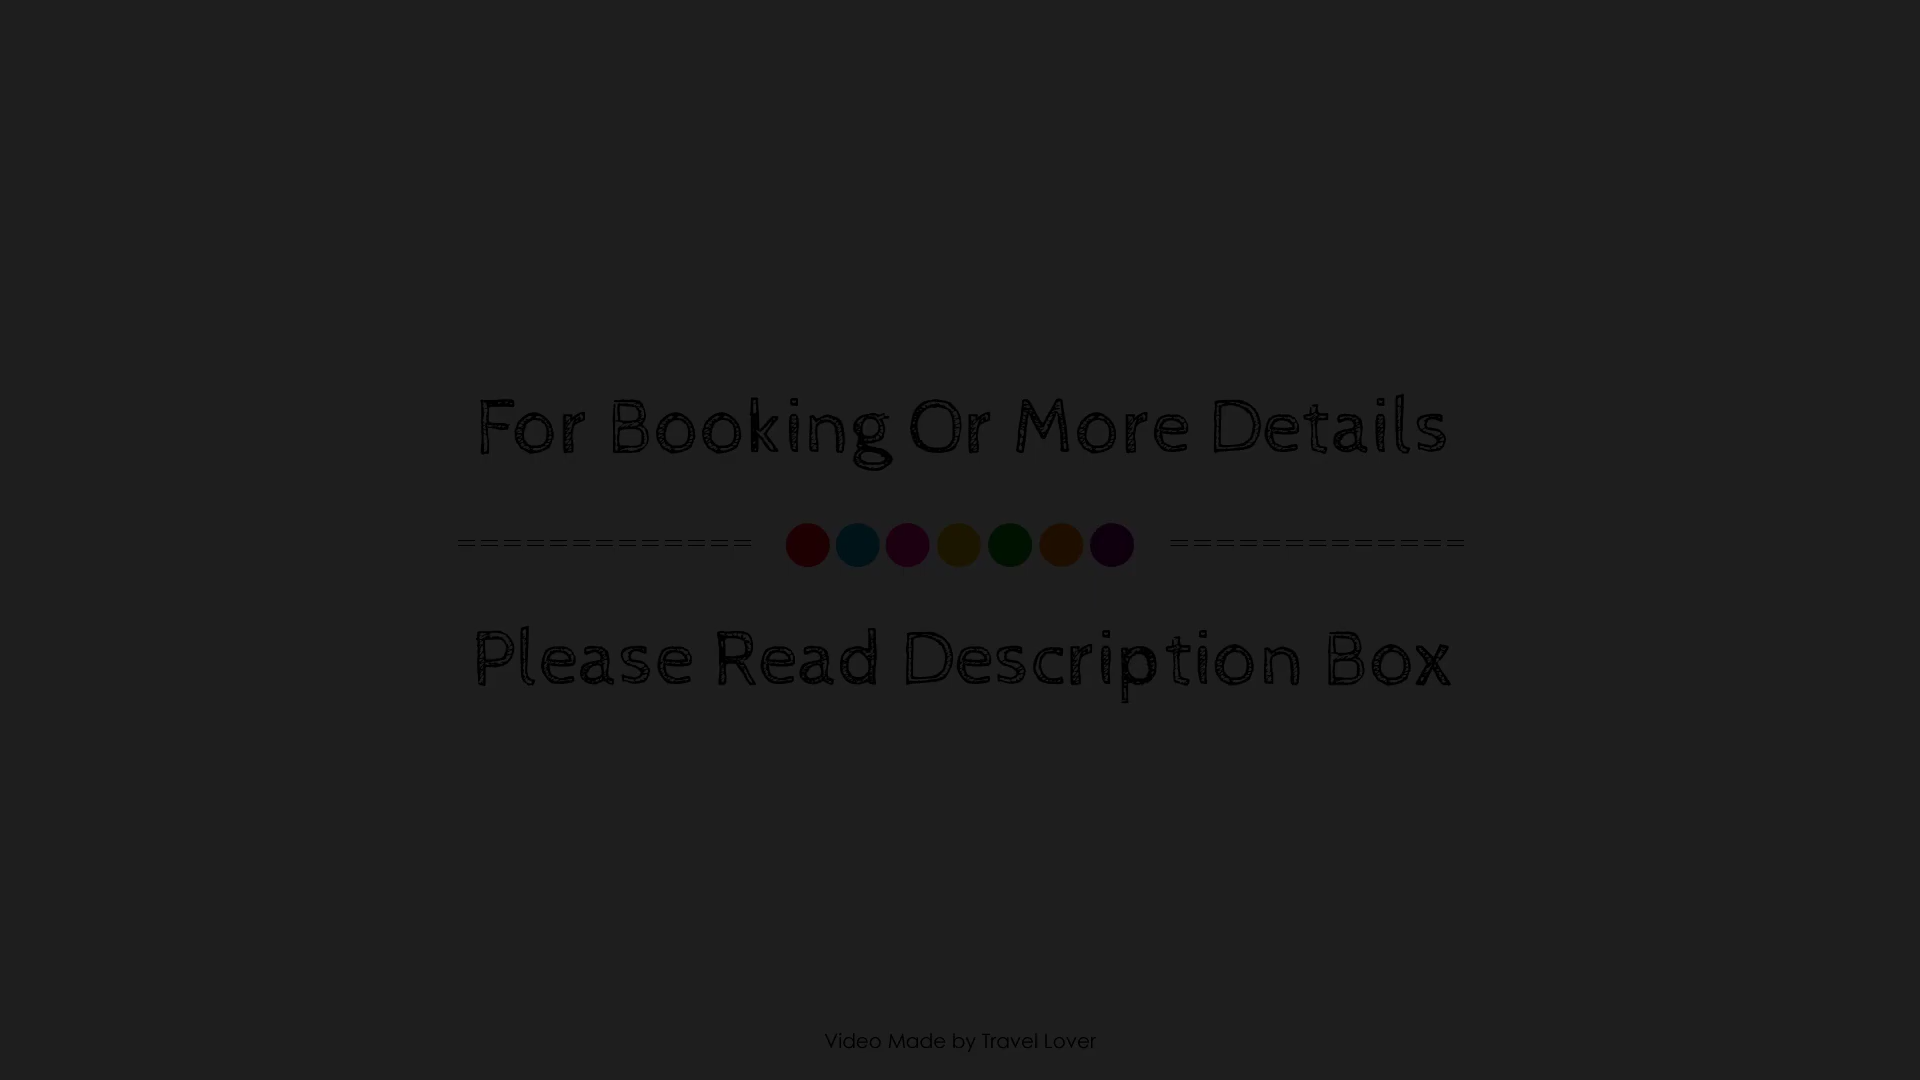 For Booking Or More Details
============= =============
Please Read Description Box
Video Made by Travel Lover